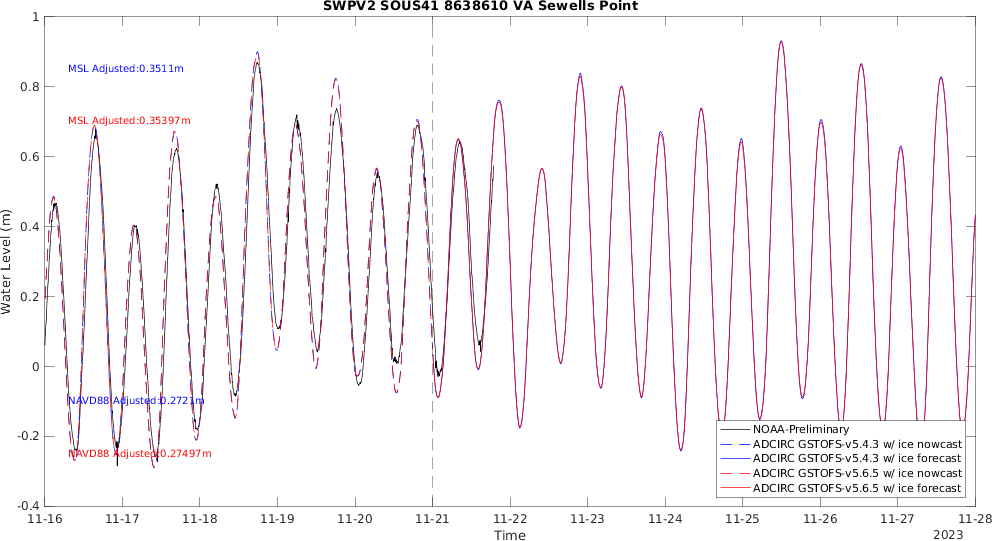 SWPV2 SOUS41 8638610 VA Sewells Point
1
0.8
0.6
0.4
0.2
0
-0.2
-0.4
Water Level (m)
MSL Adjusted:0.3511m
MSL Adjusted:0.35397m
NAVD88 Adjusted:0.2721m
NAVD88 Adjusted:0.27497m
NOAA-Preliminary
ADCIRC GSTOFS-v5.4.3 w/ ice nowcast
ADCIRC GSTOFS-v5.4.3 w/ ice forecast
ADCIRC GSTOFS-v5.6.5 w/ ice nowcast
ADCIRC GSTOFS-v5.6.5 w/ ice forecast
11-16 11-17 11-18 11-19 11-20 11-21 11-22 11-23 11-24 11-25 11-26 11-27 11-28
Time
2023